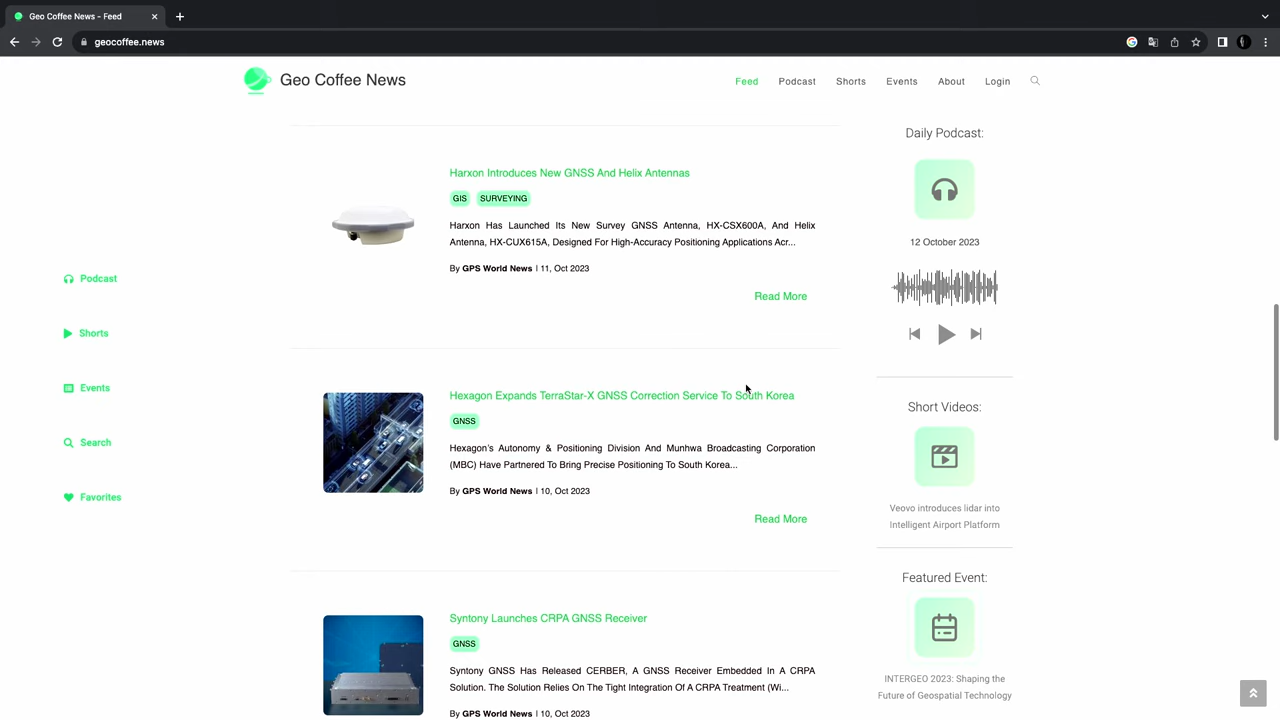 Geo Coffee News - Feed
geocoffee.news
Geo Coffee News
Feed Podcast Shorts Events About Login
Harxon Introduces New GNSS And Helix Antennas
GIS SURVEYING
Harxon Has Launched Its New Survey GNSS Antenna, HX-CSX600A, And Helix
Antenna, HX-CUX615A, Designed For High-Accuracy Positioning Applications Acr...
By GPS World News | 11, Oct 2023
Read More
Hexagon Expands TerraStar-X GNSS Correction Service To South Korea
GNSS
Hexagon's Autonomy & Positioning Division And Munhwa Broadcasting Corporation
(MBC) Have Partnered To Bring Precise Positioning To South Korea...
By GPS World News | 10, Oct 2023
Read More
Syntony Launches CRPA GNSS Receiver
GNSS
Syntony GNSS Has Released CERBER, A GNSS Receiver Embedded In A CRPA
Solution. The Solution Relies On The Tight Integration Of A CRPA Treatment (Wi...
By GPS World News | 10, Oct 2023
Podcast
Shorts
Events
Search
Favorites
Daily Podcast:
12 October 2023
Short Videos:
Veovo introduces lidar into
Intelligent Airport Platform
Featured Event:
INTERGEO 2023: Shaping the
Future of Geospatial Technology